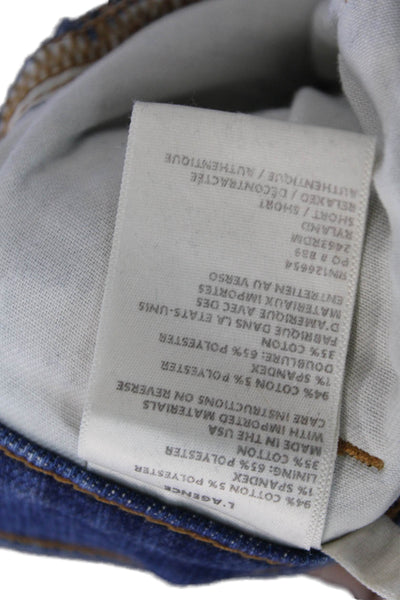 L'AGENCE
94% COTTON 5% POLYESTER
1% SPANDEX
LINING: 65% POLYESTER
35% COTTON
MADE IN THE USA
WITH IMPORTED MATERIALS
CARE INSTRUCTIONS ON REVERSE
94% COTON 5% POLYESTER
1% SPANDEX
DOUBLURE: 65% POLYESTER
35% COTON
FABRIQUE DANS LA ETATS-UNIS
D'AMERIQUE AVEC DES
MATERIAUX IMPORTES
ENTRETIEN AU VERSO
RN126654
PO # 889
2463RDM
RYLAND
SHORT / SHORT
RELAXED / DÉCONTRACTÉE
AUTHENTIQUE / AUTHENTIQUE